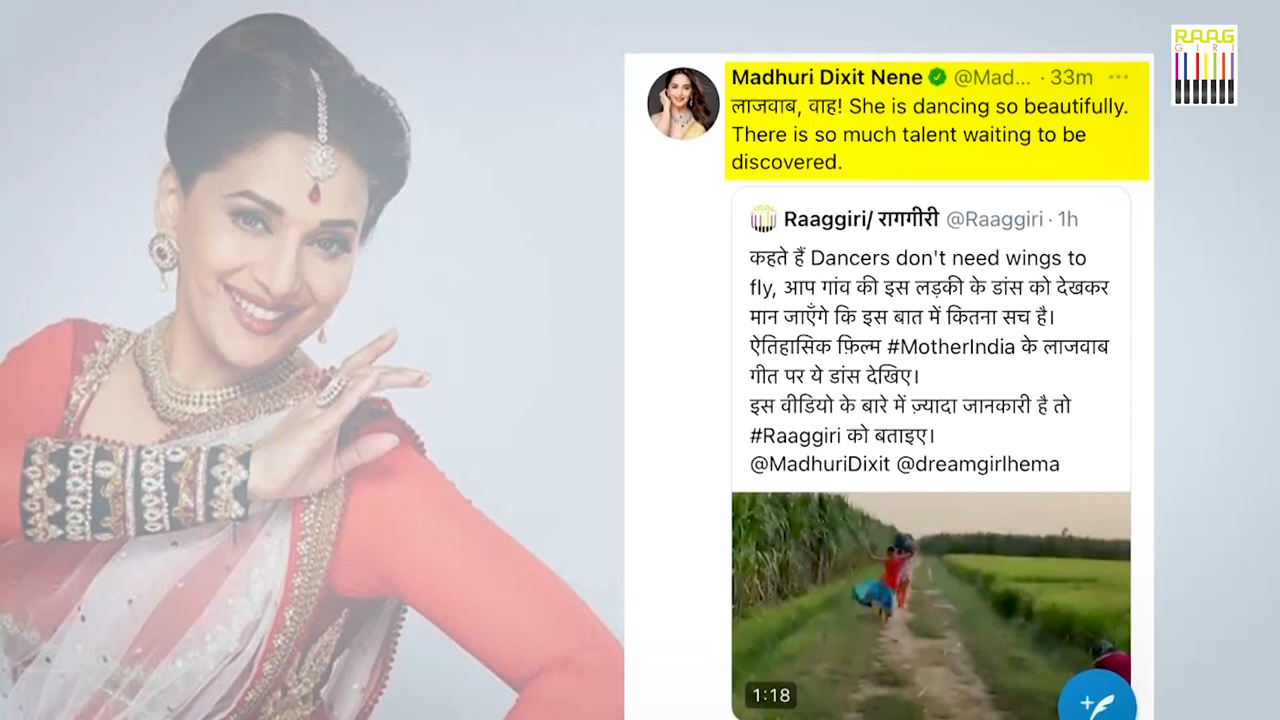 RAAG
GIRI
Madhuri Dixit Nene @Mad... · 33m ...
लाजवाब, वाह! She is dancing so beautifully.
There is so much talent waiting to be
discovered.
Raaggiri/ रागगीरी @Raaggiri · 1h
कहते हैं Dancers don't need wings to
fly, आप गांव की इस लड़की के डांस को देखकर
मान जाएँगे कि इस बात में कितना सच है।
ऐतिहासिक फ़िल्म #MotherIndia के लाजवाब
गीत पर ये डांस देखिए।
इस वीडियो के बारे में ज़्यादा जानकारी है तो
#Raaggiri को बताइए।
@MadhuriDixit @dreamgirlhema
1:18